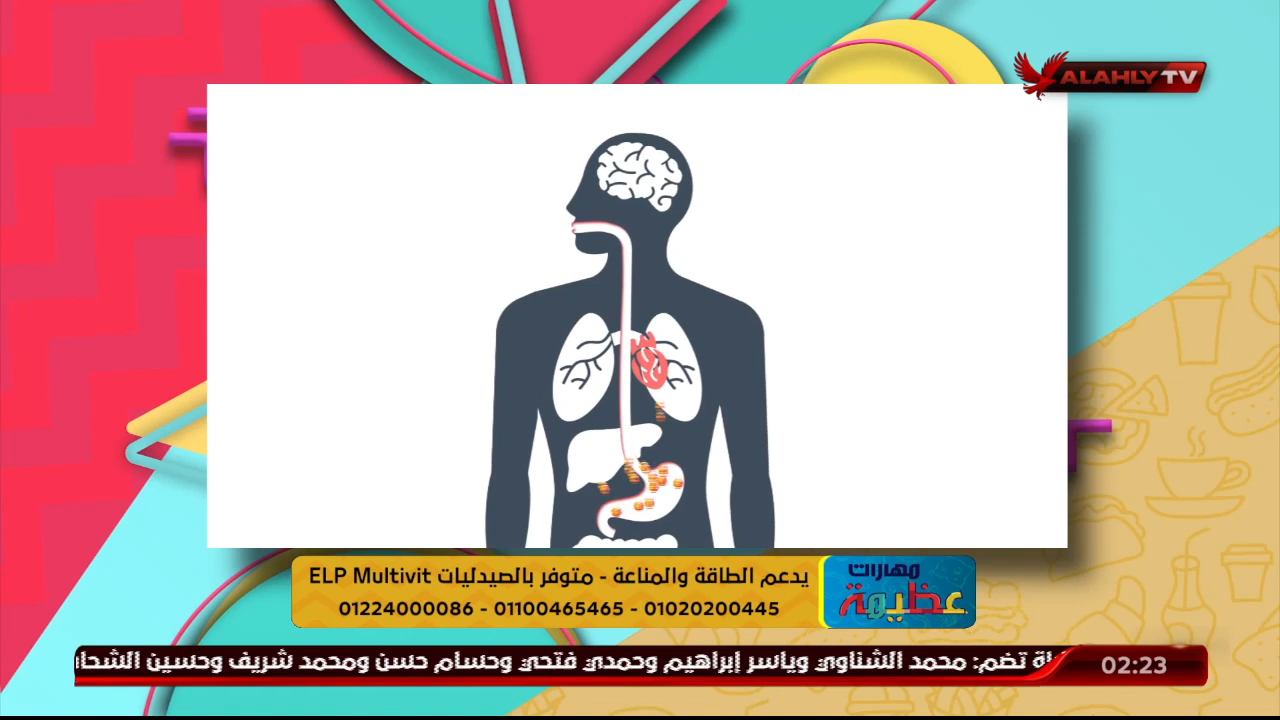 ALAHLY TV
يدعم الطاقة والمناعة - متوفر بالصيدليات ELP Multivit
01224000086 - 01100465465 - 01020200445
مهارات
عظيمة
تضم: محمد الشناوي وياسر إبراهيم وحمدي فتحي وحسام حسن ومحمد شريف وحسين
02:23